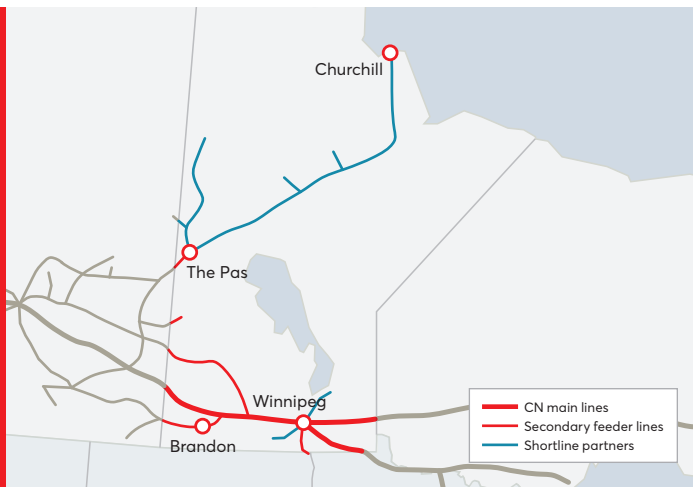 Churchill
The Pas
Winnipeg
Brandon
CN main lines
Secondary feeder lines
Shortline partners